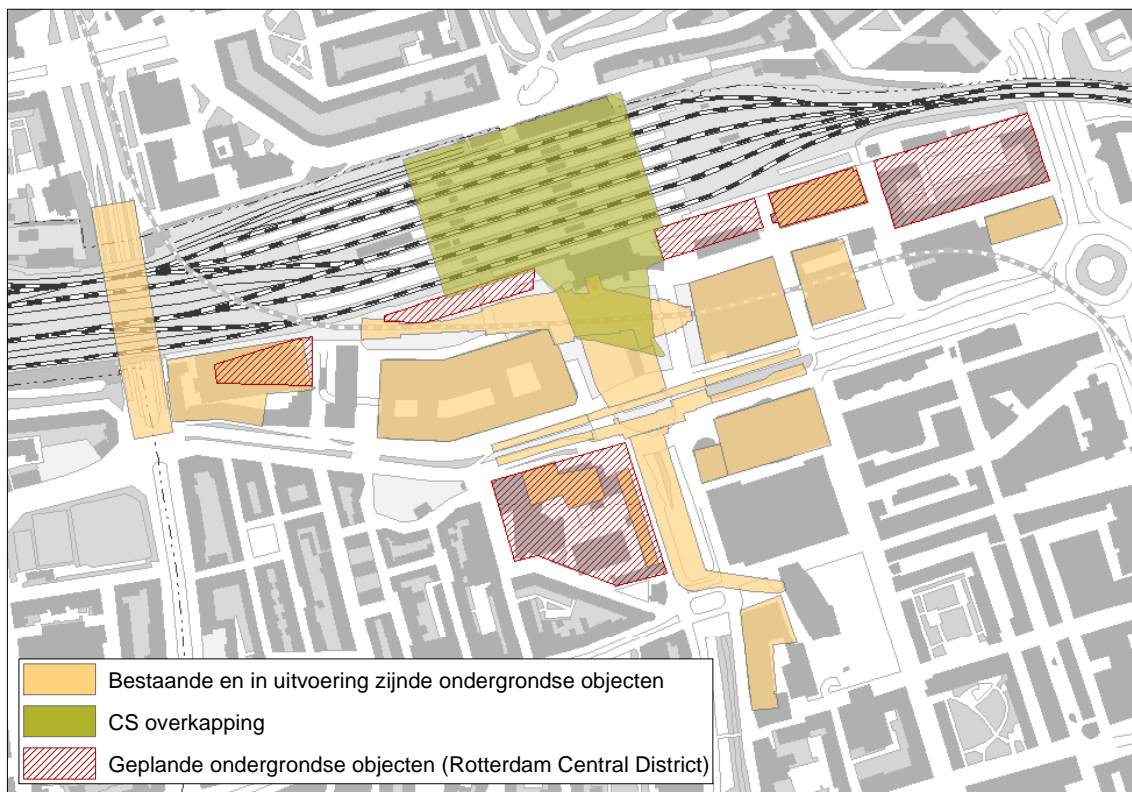 Bestaande en in uitvoering zijnde ondergrondse objecten
CS overkapping
Geplande ondergrondse objecten (Rotterdam Central District)